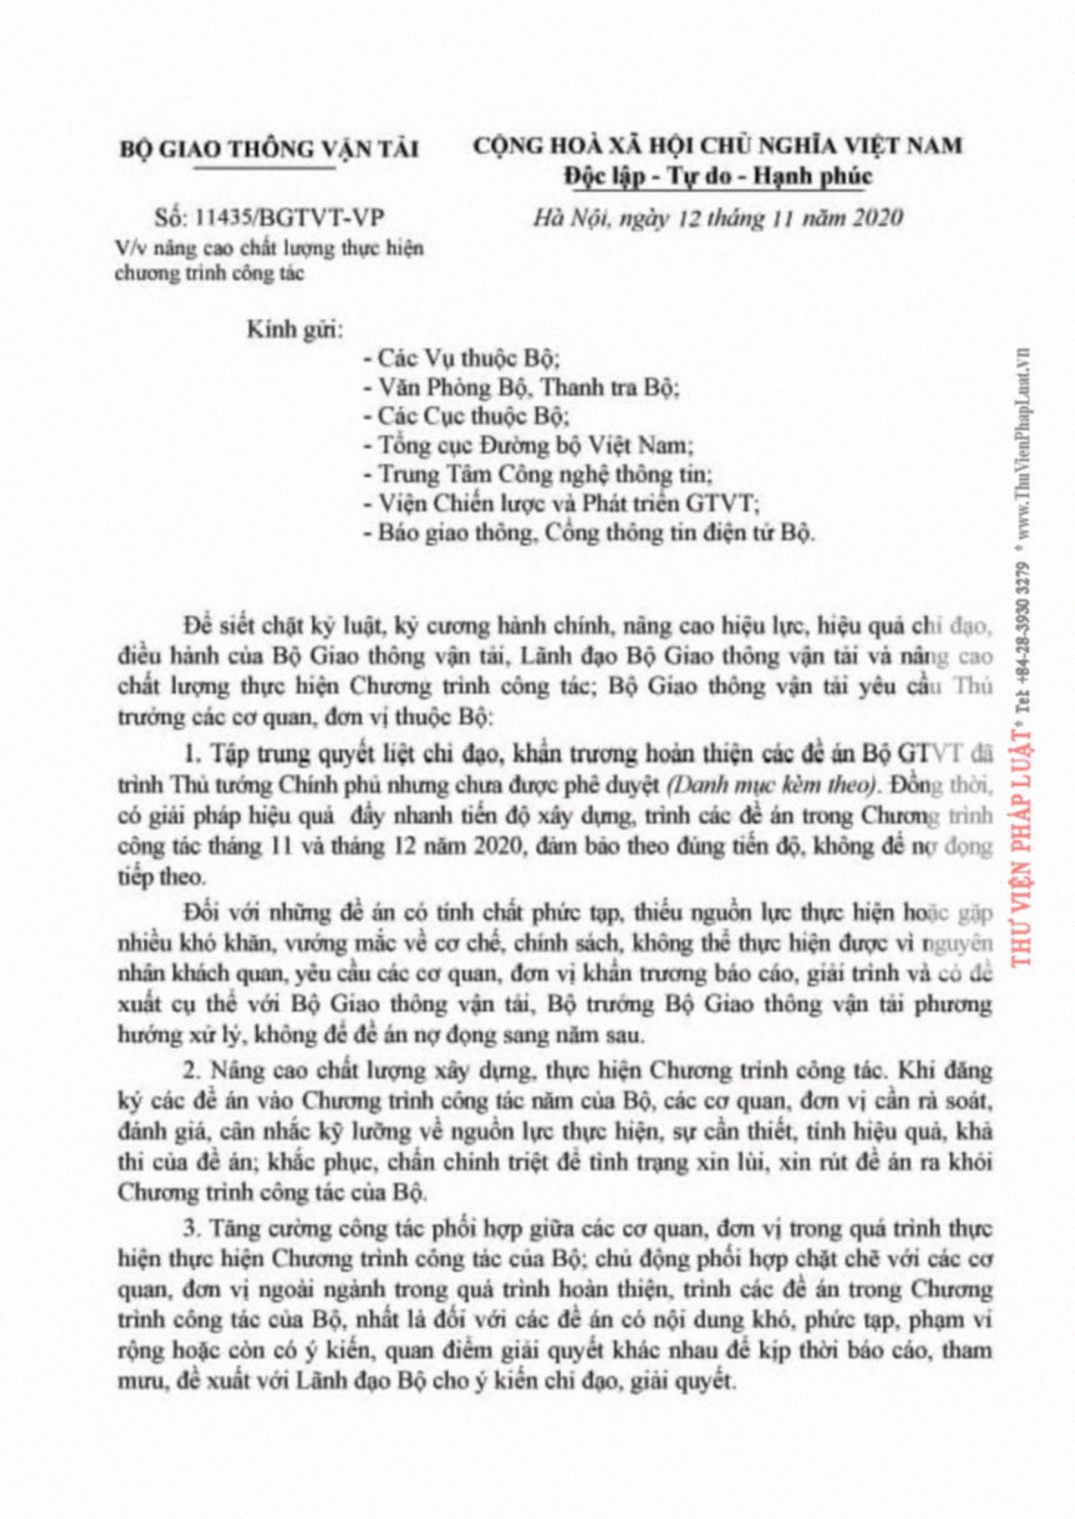 BỘ GIAO THÔNG VẬN TẢI
CỘNG HOÀ XÃ HỘI CHỦ NGHĨA VIỆT NAM
Độc lập - Tự do - Hạnh phúc
Số: 11435/BGTVT-VP
Hà Nội, ngày 12 tháng 11 năm 2020
V/v nâng cao chất lượng thực hiện
chương trình công tác
Kính gửi:
- Các Vụ thuộc Bộ;
- Văn Phòng Bộ, Thanh tra Bộ;
- Các Cục thuộc Bộ;
- Tổng cục Đường bộ Việt Nam;
- Trung Tâm Công nghệ thông tin;
- Viện Chiến lược và Phát triển GTVT;
- Báo giao thông, Cổng thông tin điện tử Bộ.
Để siết chặt kỷ luật, kỷ cương hành chính, nâng cao hiệu lực, hiệu quả chỉ đạo,
điều hành của Bộ Giao thông vận tải, Lãnh đạo Bộ Giao thông vận tải và nâng cao
chất lượng thực hiện Chương trình công tác; Bộ Giao thông vận tải yêu cầu Thủ
trưởng các cơ quan, đơn vị thuộc Bộ:
1. Tập trung quyết liệt chỉ đạo, khẩn trương hoàn thiện các đề án Bộ GTVT đã
trình Thủ tướng Chính phủ nhưng chưa được phê duyệt (Danh mục kèm theo). Đồng thời,
có giải pháp hiệu quả đẩy nhanh tiến độ xây dựng, trình các đề án trong Chương trình
công tác tháng 11 và tháng 12 năm 2020, đảm bảo theo đúng tiến độ, không để nợ đọng
tiếp theo.
Đối với những đề án có tính chất phức tạp, thiếu nguồn lực thực hiện hoặc gặp
nhiều khó khăn, vướng mắc về cơ chế, chính sách, không thể thực hiện được vì nguyên
nhân khách quan, yêu cầu các cơ quan, đơn vị khẩn trương báo cáo, giải trình và có đề
xuất cụ thể với Bộ Giao thông vận tải, Bộ trưởng Bộ Giao thông vận tải phương
hướng xử lý, không để đề án nợ đọng sang năm sau.
2. Nâng cao chất lượng xây dựng, thực hiện Chương trình công tác. Khi đăng
ký các đề án vào Chương trình công tác năm của Bộ, các cơ quan, đơn vị cần rà soát,
đánh giá, cân nhắc kỹ lưỡng về nguồn lực thực hiện, sự cần thiết, tính hiệu quả, khả
thi của đề án; khắc phục, chấn chỉnh triệt để tình trạng xin lùi, xin rút đề án ra khỏi
Chương trình công tác của Bộ.
3. Tăng cường công tác phối hợp giữa các cơ quan, đơn vị trong quá trình thực
hiện thực hiện Chương trình công tác của Bộ; chủ động phối hợp chặt chẽ với các cơ
quan, đơn vị ngoài ngành trong quá trình hoàn thiện, trình các đề án trong Chương
trình công tác của Bộ, nhất là đối với các đề án có nội dung khó, phức tạp, phạm vi
rộng hoặc còn có ý kiến, quan điểm giải quyết khác nhau để kịp thời báo cáo, tham
mưu, đề xuất với Lãnh đạo Bộ cho ý kiến chỉ đạo, giải quyết.
THƯ VIỆN PHÁP LUẬT * Tel: +84-28-3930 3279 * www.ThuVienPhapLuat.vn